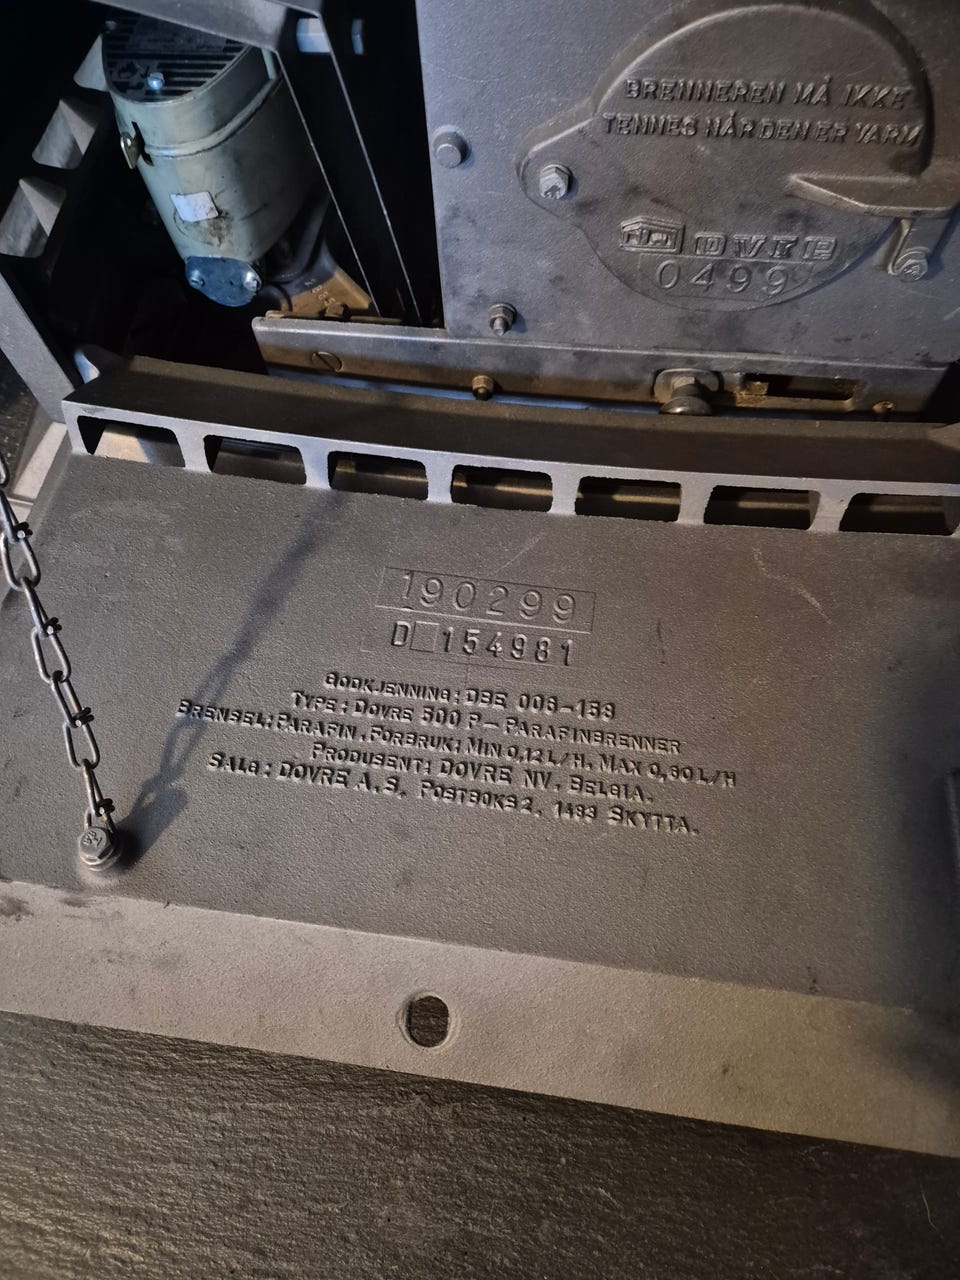 BRENNEREN MÅ IKKE
TENNES NÅR DEN ER VARM
DOVRE
0499
190299
D 154981
GODKJENNING: DBE 006-158
TYPE: DOVRE 500 P - PARAFINBRENNER
BRENSEL: PARAFIN. FORBRUK: MIN 0,12 L/H. MAX 0,60 L/H
PRODUSENT: DOVRE NV. BELGIA.
SALG: DOVRE A.S. POSTBOKS 2. 1483 SKYTTA.